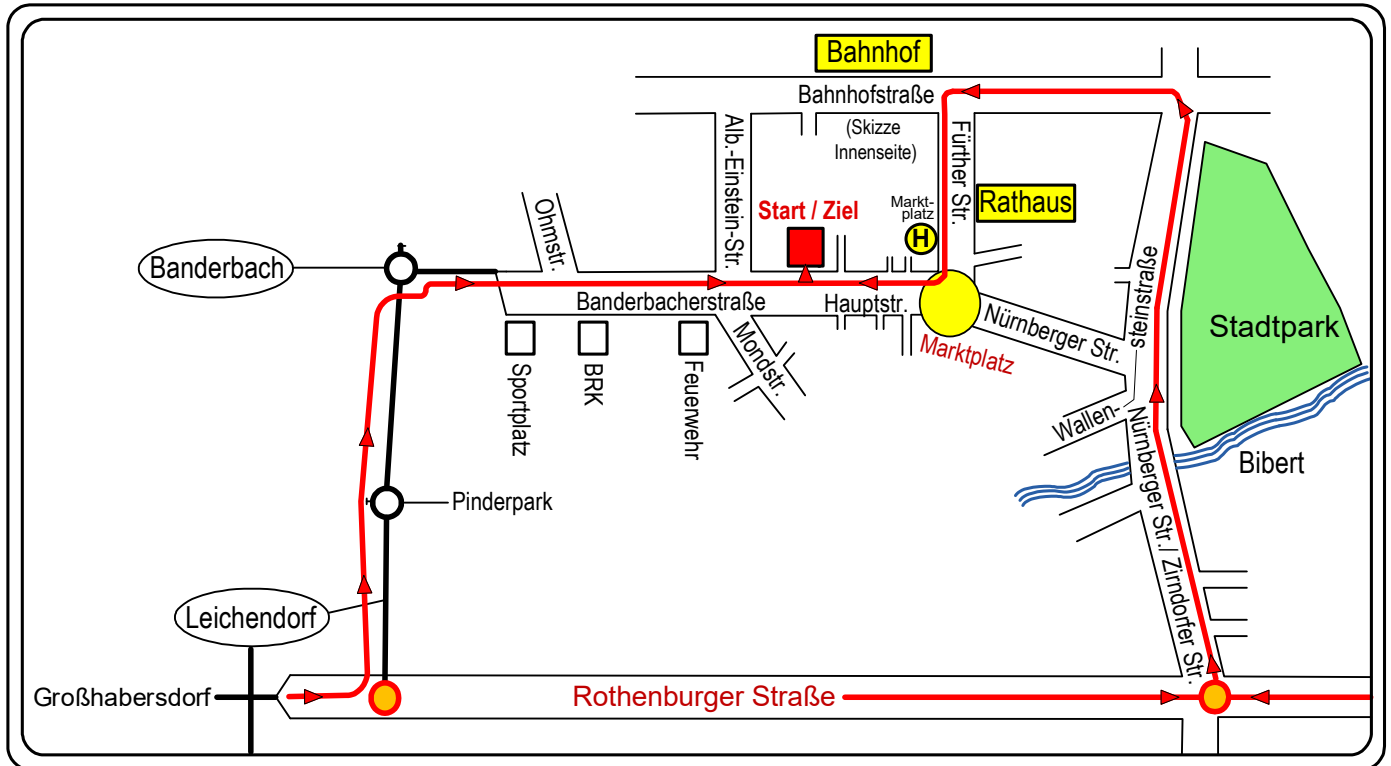 Bahnhof
Bahnhofstraße
(Skizze
Innenseite)
Alb.-Einstein-Str.
Fürther Str.
Start / Ziel
Markt-
platz
H
Rathaus
Ohmstr.
Banderbach
Banderbacherstraße
Hauptstr.
Nürnberger Str.
Marktplatz
steinstraße
Wallen-
Stadtpark
Sportplatz
BRK
Feuerwehr
Mondstr.
Bibert
Nürnberger Str./ Zirndorfer Str.
Pinderpark
Leichendorf
Großhabersdorf
Rothenburger Straße